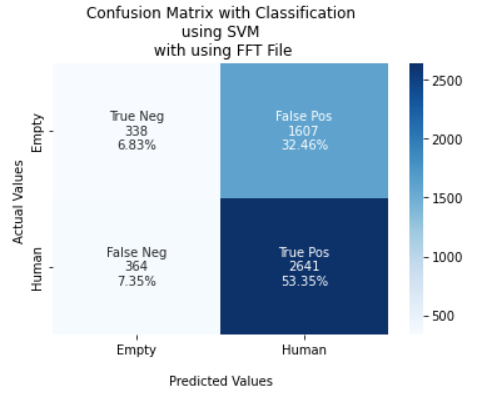 Confusion Matrix with Classification
using SVM
with using FFT File
True Neg
338
6.83%
False Pos
1607
32.46%
False Neg
364
7.35%
True Pos
2641
53.35%
Actual Values
Empty
Human
Empty
Human
Predicted Values
2500
2000
1500
1000
500